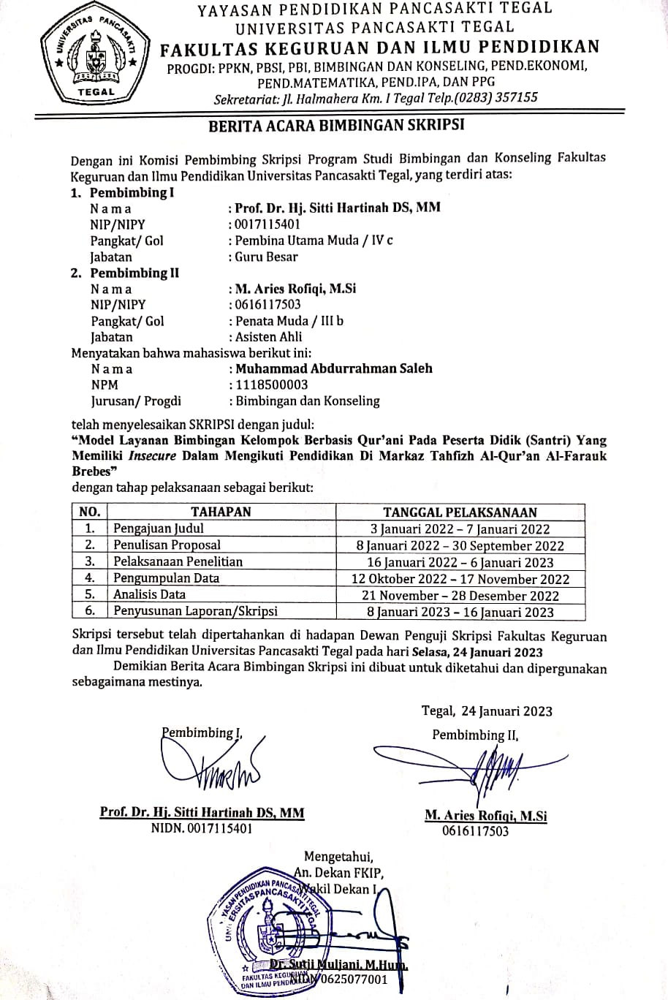 YAYASAN PENDIDIKAN PANCASAKTI TEGAL
UNIVERSITAS PANCASAKTI TEGAL
FAKULTAS KEGURUAN DAN ILMU PENDIDIKAN
PROGDI: PPKN, PBSI, PBI, BIMBINGAN DAN KONSELING, PEND.EKONOMI,
PEND.MATEMATIKA, PEND.IPA, DAN PPG
Sekretariat: Jl. Halmahera Km. I Tegal Telp.(0283) 357155
UNIVERSITAS PANCASAKTI
TEGAL
BERITA ACARA BIMBINGAN SKRIPSI
Dengan ini Komisi Pembimbing Skripsi Program Studi Bimbingan dan Konseling Fakultas
Keguruan dan Ilmu Pendidikan Universitas Pancasakti Tegal, yang terdiri atas:
1. Pembimbing I
N a m a : Prof. Dr. Hj. Sitti Hartinah DS, MM
NIP/NIPY : 0017115401
Pangkat/ Gol : Pembina Utama Muda / IV c
Jabatan : Guru Besar
2. Pembimbing II
N a m a : M. Aries Rofiqi, M.Si
NIP/NIPY : 0616117503
Pangkat/ Gol : Penata Muda / III b
Jabatan : Asisten Ahli
Menyatakan bahwa mahasiswa berikut ini:
N a m a : Muhammad Abdurrahman Saleh
NPM : 1118500003
Jurusan/ Progdi : Bimbingan dan Konseling
telah menyelesaikan SKRIPSI dengan judul:
“Model Layanan Bimbingan Kelompok Berbasis Qur’ani Pada Peserta Didik (Santri) Yang
Memiliki Insecure Dalam Mengikuti Pendidikan Di Markaz Tahfizh Al-Qur’an Al-Farauk
Brebes”
dengan tahap pelaksanaan sebagai berikut:
NO. TAHAPAN TANGGAL PELAKSANAAN
1. Pengajuan Judul 3 Januari 2022 – 7 Januari 2022
2. Penulisan Proposal 8 Januari 2022 – 30 September 2022
3. Pelaksanaan Penelitian 16 Januari 2022 – 6 Januari 2023
4. Pengumpulan Data 12 Oktober 2022 – 17 November 2022
5. Analisis Data 21 November – 28 Desember 2022
6. Penyusunan Laporan/Skripsi 8 Januari 2023 – 16 Januari 2023
Skripsi tersebut telah dipertahankan di hadapan Dewan Penguji Skripsi Fakultas Keguruan
dan Ilmu Pendidikan Universitas Pancasakti Tegal pada hari Selasa, 24 Januari 2023
Demikian Berita Acara Bimbingan Skripsi ini dibuat untuk diketahui dan dipergunakan
sebagaimana mestinya.
Tegal, 24 Januari 2023
Pembimbing I, Pembimbing II,
Prof. Dr. Hj. Sitti Hartinah DS, MM M. Aries Rofiqi, M.Si
NIDN. 0017115401 0616117503
Mengetahui,
An. Dekan FKIP,
Wakil Dekan I
YAYASAN PENDIDIKAN PANCASAKTI TEGAL
UNIVERSITAS PANCASAKTI TEGAL
Dr. Sutji Muljani, M.Hum.
NIDN 0625077001
FAKULTAS KEGURUAN
DAN ILMU PENDIDIKAN